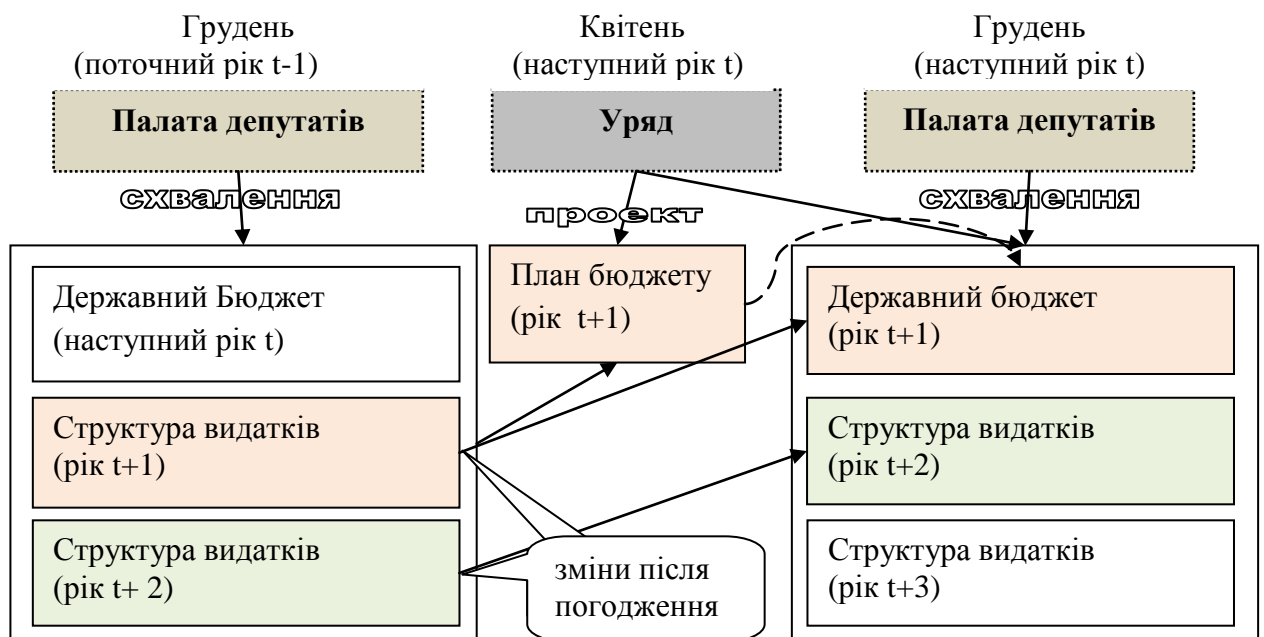 Грудень
(поточний рік t-1)
Квітень
(наступний рік t)
Грудень
(наступний рік t)
Палата депутатів
Уряд
Палата депутатів
схвалення
проект
схвалення
Державний Бюджет
(наступний рік t)
План бюджету
(рік t+1)
Державний бюджет
(рік t+1)
Структура видатків
(рік t+1)
Структура видатків
(рік t+2)
Структура видатків
(рік t+ 2)
зміни після
погодження
Структура видатків
(рік t+3)